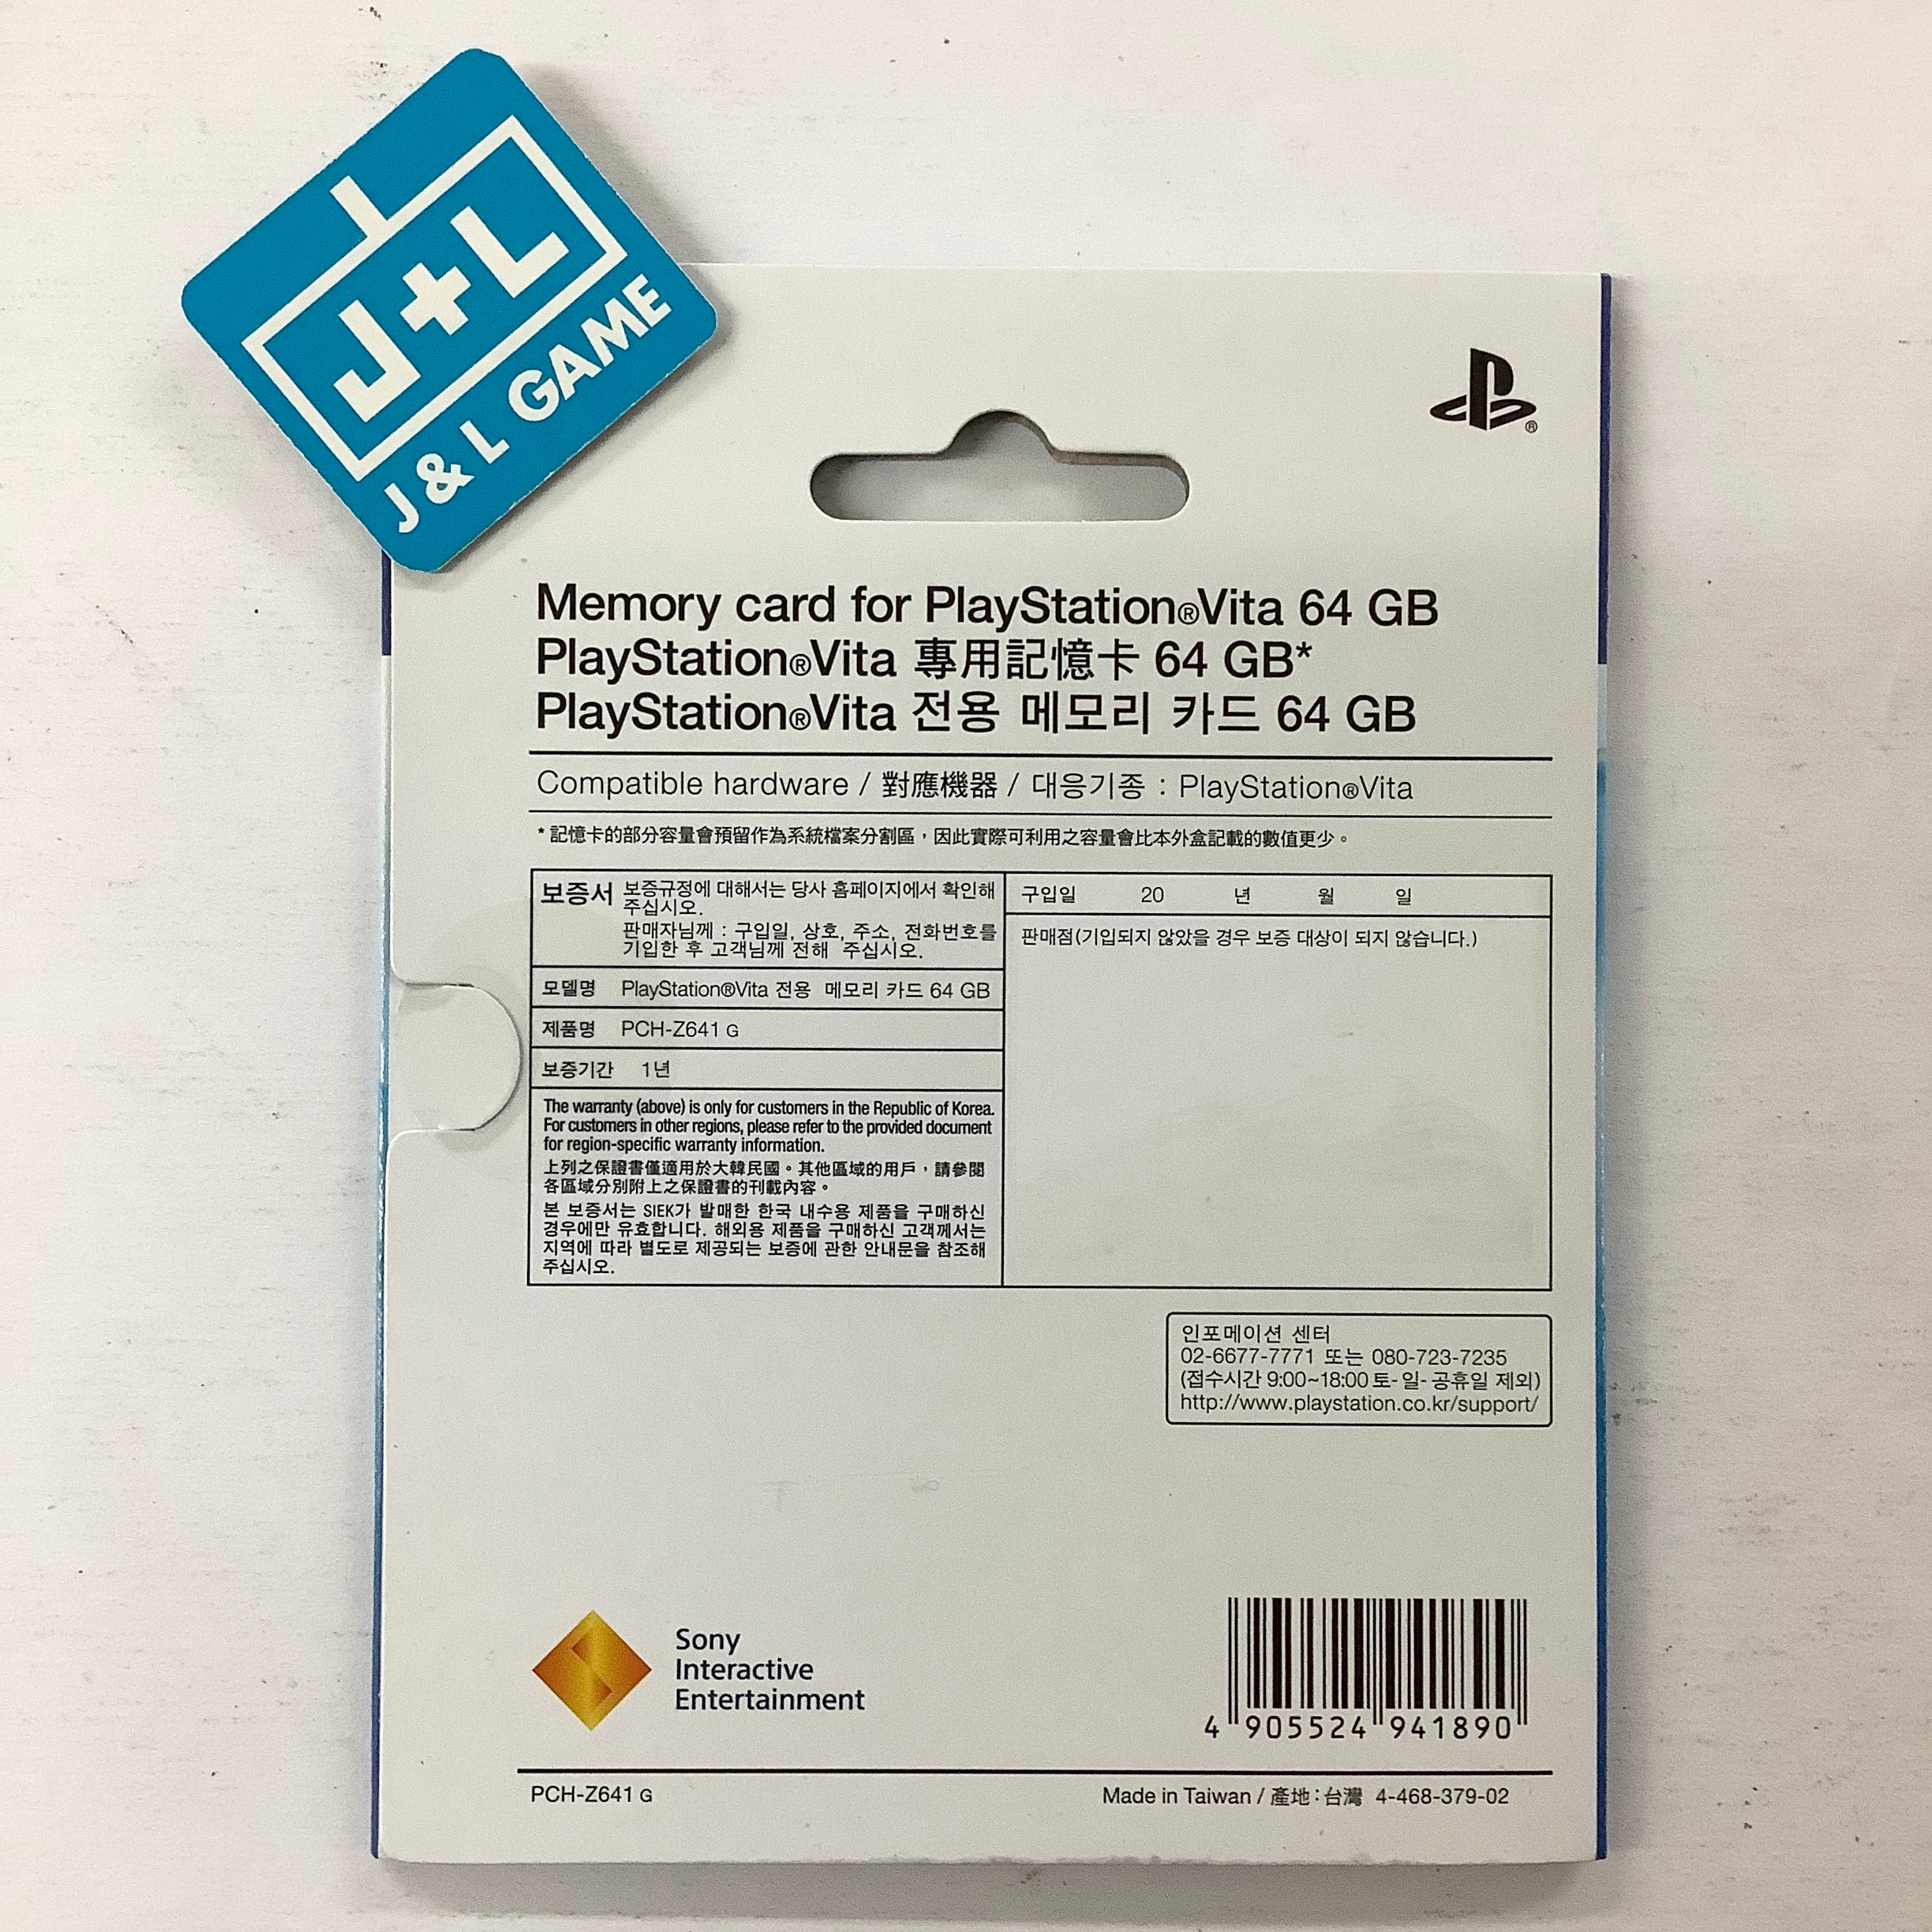 J+L
J & L GAME
Memory card for PlayStation®Vita 64 GB
PlayStation®Vita 專用記憶卡 64 GB*
PlayStation®Vita 전용 메모리 카드 64 GB
Compatible hardware / 對應機器 / 대응기종 : PlayStation®Vita
* 記憶卡的部分容量會預留作為系統檔案分割區，因此實際可利用之容量會比本外盒記載的數值更少。
보증서 보증규정에 대해서는 당사 홈페이지에서 확인해
주십시오.
판매자님께 : 구입일, 상호, 주소, 전화번호를
기입한 후 고객님께 전해 주십시오.
모델명 PlayStation®Vita 전용 메모리 카드 64 GB
제품명 PCH-Z641 G
보증기간 1년
The warranty (above) is only for customers in the Republic of Korea.
For customers in other regions, please refer to the provided document
for region-specific warranty information.
上列之保證書僅適用於大韓民國。其他區域的用戶，請參閱
各區域分別附上之保證書的刊載內容。
본 보증서는 SIEK가 발매한 한국 내수용 제품을 구매하신
경우에만 유효합니다. 해외용 제품을 구매하신 고객께서는
지역에 따라 별도로 제공되는 보증에 관한 안내문을 참조해
주십시오.
구입일 20 년 월 일
판매점(기입되지 않았을 경우 보증 대상이 되지 않습니다.)
인포메이션 센터
02-6677-7771 또는 080-723-7235
(접수시간 9:00~18:00 토-일-공휴일 제외)
http://www.playstation.co.kr/support/
Sony
Interactive
Entertainment
4 905524 941890
PCH-Z641 G
Made in Taiwan / 產地:台灣 4-468-379-02